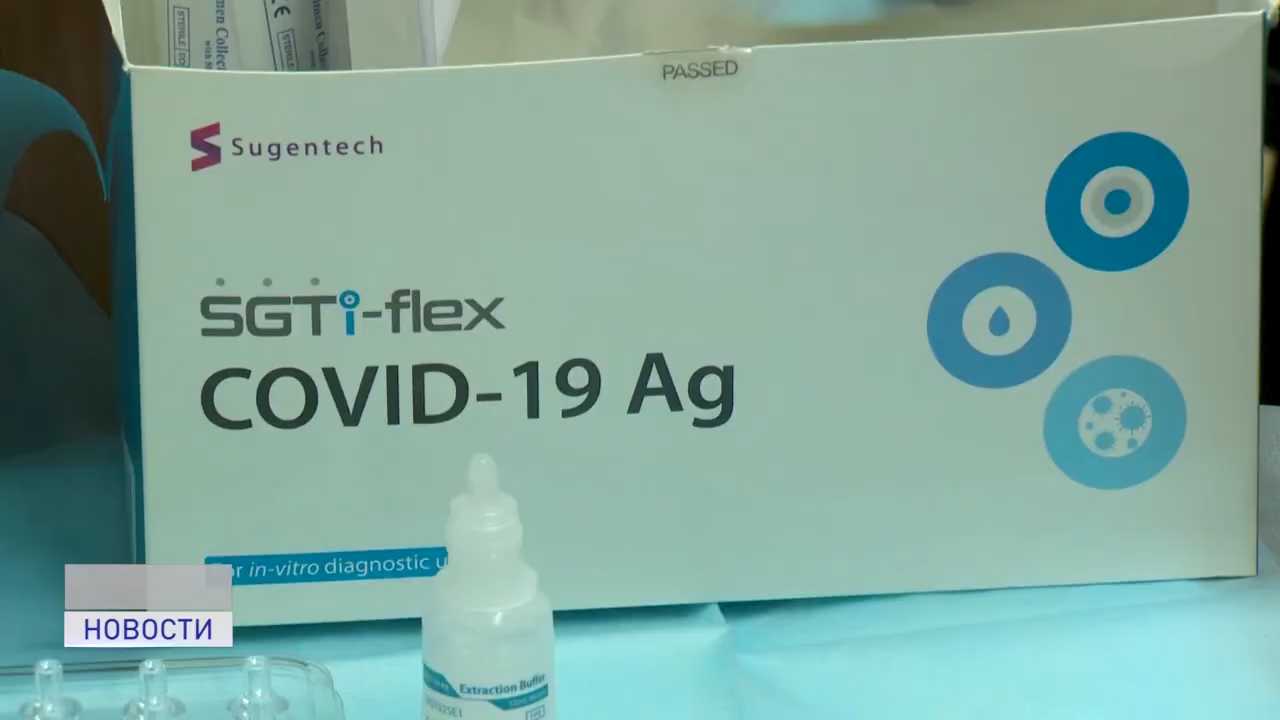 PASSED
Sugentech
SGTi-flex
COVID-19 Ag
in-vitro diagnostic
НОВОСТИ
Extraction Buffer